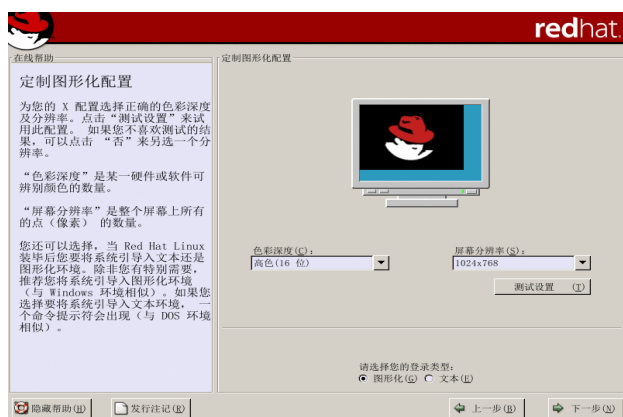 redhat.
在线帮助
定制图形化配置
为您的 X 配置选择正确的色彩深度
及分辨率。点击“测试设置”来试
用此配置。 如果您不喜欢测试的结
果，可以点击 “否”来另选一个分
辨率。
“色彩深度”是某一硬件或软件可
辨别颜色的数量。
“屏幕分辨率”是整个屏幕上所有
的点（像素） 的数量。
您还可以选择，当 Red Hat Linux
装毕后您要将系统引导入文本还是
图形化环境。除非您有特别需要，
推荐您将系统引导入图形化环境
（与 Windows 环境相似）。如果您
选择要将系统引导入文本环境， 一
个命令提示符会出现（与 DOS 环境
相似）。
定制图形化配置
色彩深度(C)：
高色(16 位)
屏幕分辨率(S)：
1024x768
测试设置 (T)
请选择您的登录类型：
图形化(G) 文本(E)
隐藏帮助(H)
发行注记(R)
上一步(B)
下一步(N)